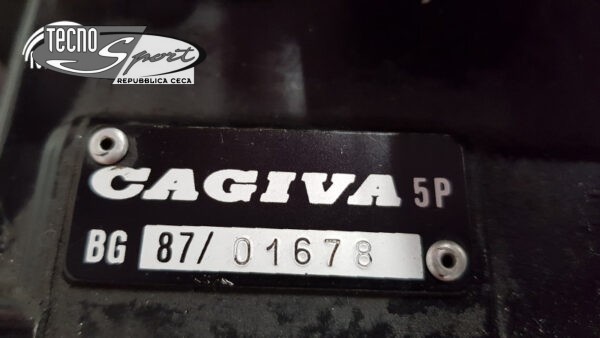 TECNO
Sport
REPUBBLICA CECA
CAGIVA 5P
BG 87/ 01678